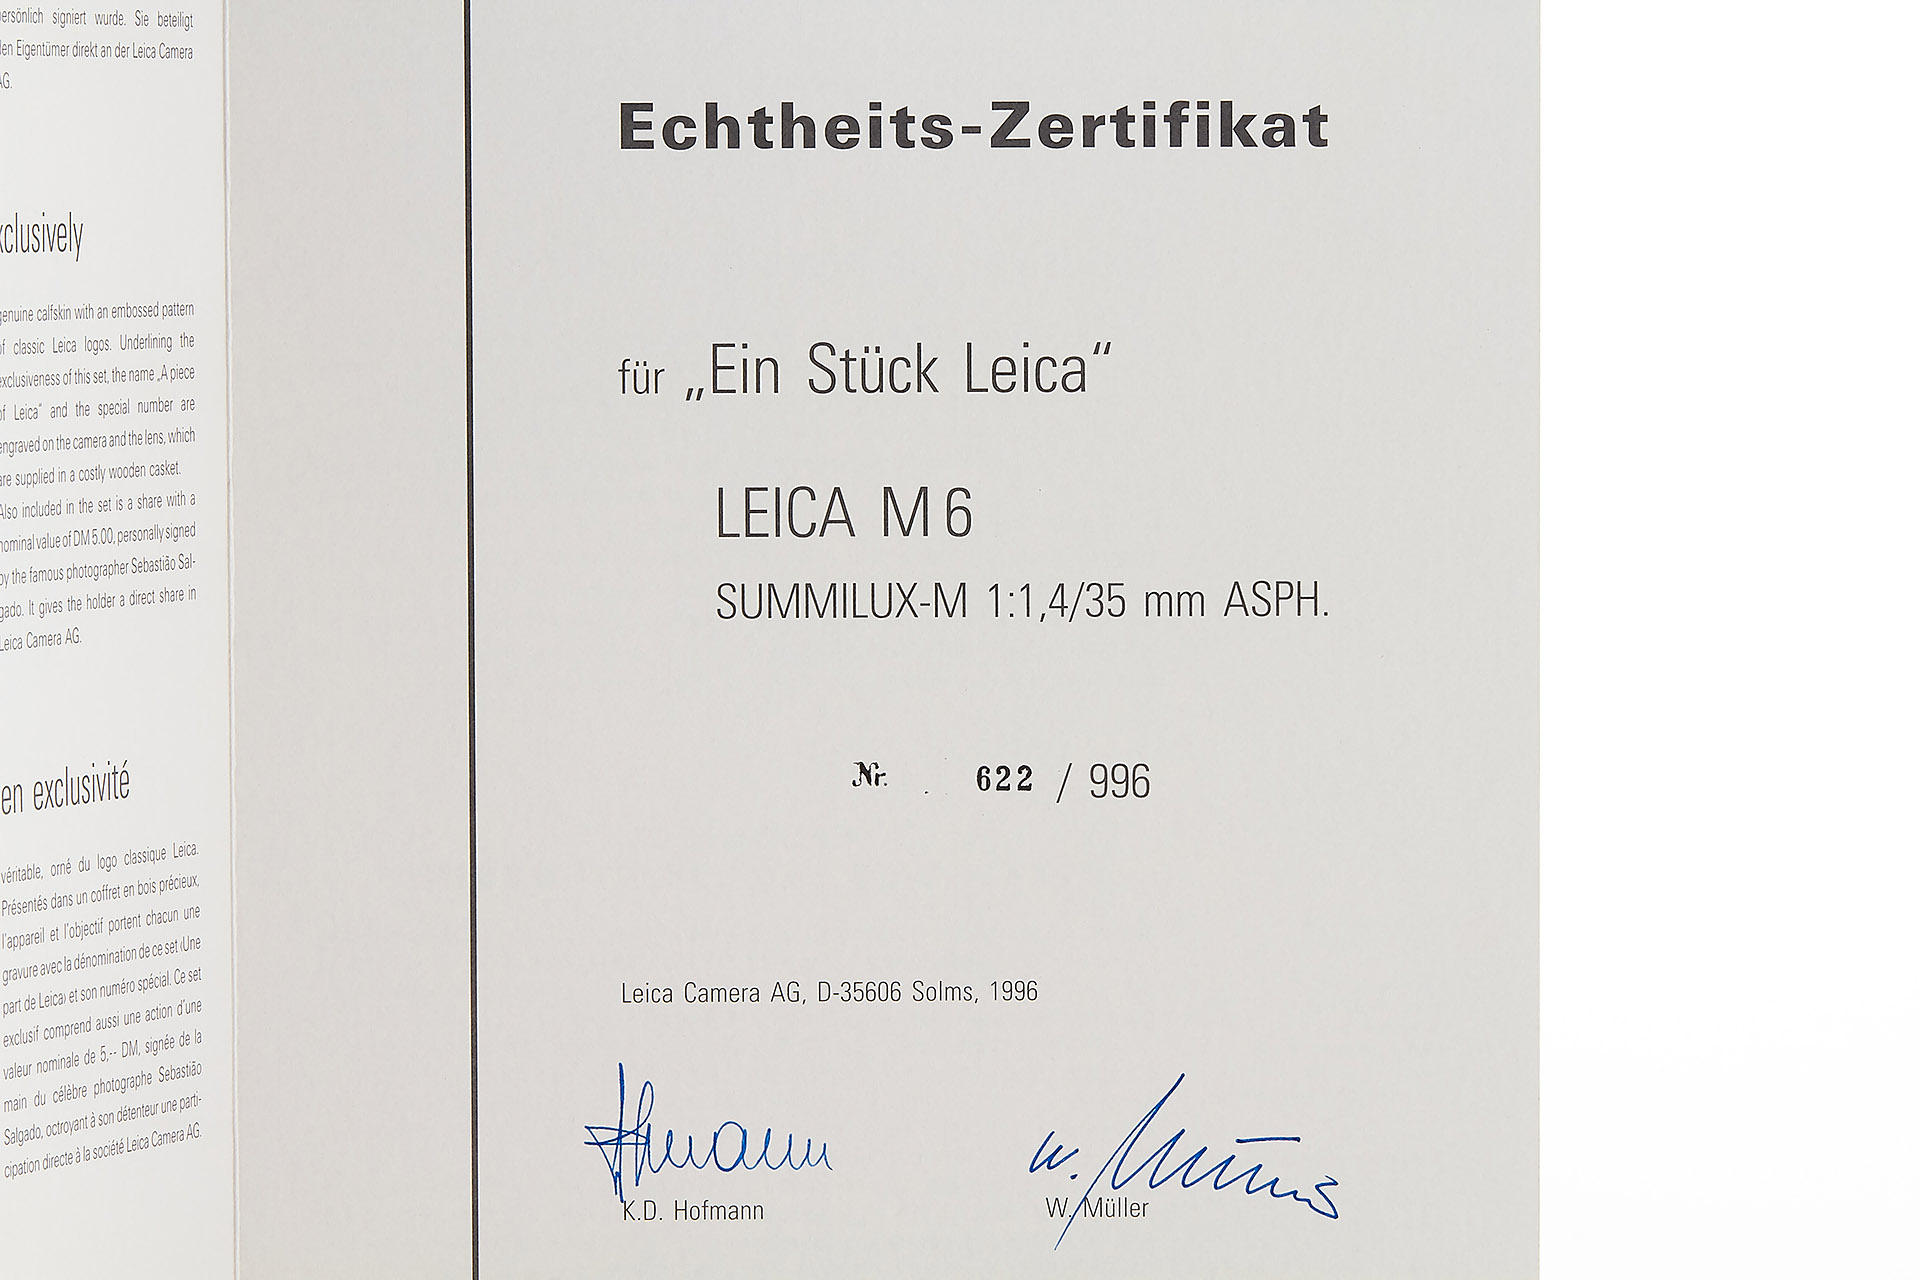 persönlich signiert wurde. Sie beteiligt
den Eigentümer direkt an der Leica Camera
AG.
xclusively
genuine calfskin with an embossed pattern
of classic Leica logos. Underlining the
exclusiveness of this set, the name „A piece
of Leica“ and the special number are
engraved on the camera and the lens, which
are supplied in a costly wooden casket.
Also included in the set is a share with a
nominal value of DM 5.00, personally signed
by the famous photographer Sebastião Sal-
gado. It gives the holder a direct share in
Leica Camera AG.
en exclusivité
véritable, orné du logo classique Leica.
Présentés dans un coffret en bois précieux,
l'appareil et l'objectif portent chacun une
gravure avec la dénomination de ce set ‹Une
part de Leica› et son numéro spécial. Ce set
exclusif comprend aussi une action d'une
valeur nominale de 5,-- DM, signée de la
main du célèbre photographe Sebastião
Salgado, octroyant à son détenteur une parti-
cipation directe à la société Leica Camera AG.
Echtheits-Zertifikat
für „Ein Stück Leica“
LEICA M6
SUMMILUX-M 1:1,4/35 mm ASPH.
Nr. 622 / 996
Leica Camera AG, D-35606 Solms, 1996
K.D. Hofmann
W. Müller